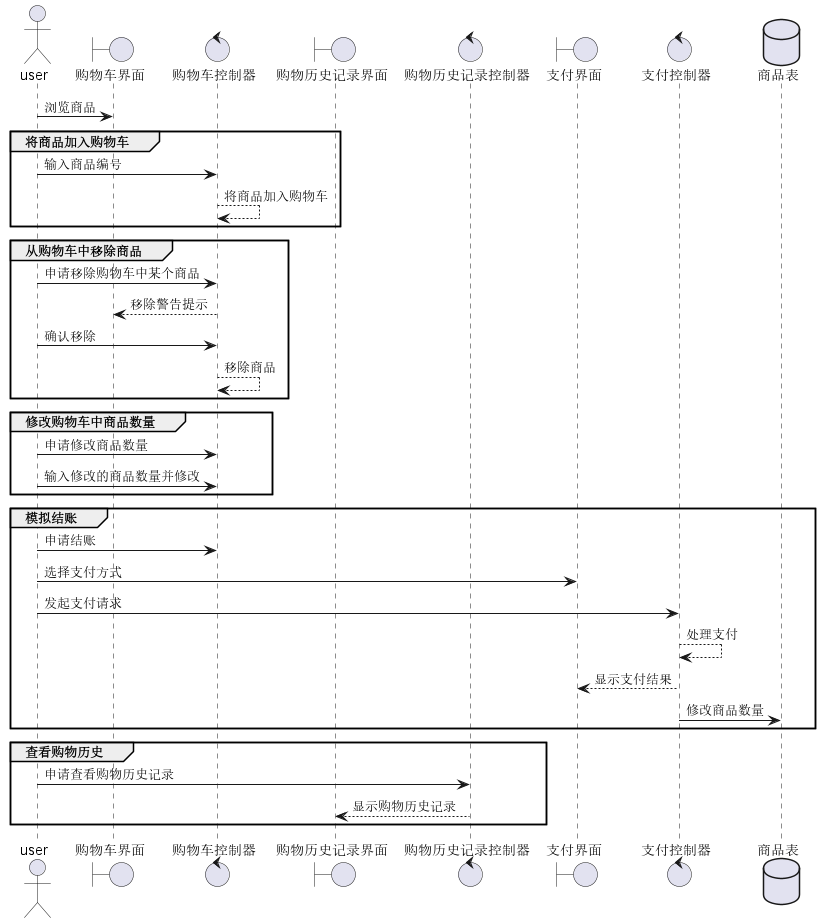 user 购物车界面 购物车控制器 购物历史记录界面 购物历史记录控制器 支付界面 支付控制器 商品表
浏览商品
将商品加入购物车
输入商品编号
将商品加入购物车
从购物车中移除商品
申请移除购物车中某个商品
移除警告提示
确认移除
移除商品
修改购物车中商品数量
申请修改商品数量
输入修改的商品数量并修改
模拟结账
申请结账
选择支付方式
发起支付请求
处理支付
显示支付结果
修改商品数量
查看购物历史
申请查看购物历史记录
显示购物历史记录
user 购物车界面 购物车控制器 购物历史记录界面 购物历史记录控制器 支付界面 支付控制器 商品表